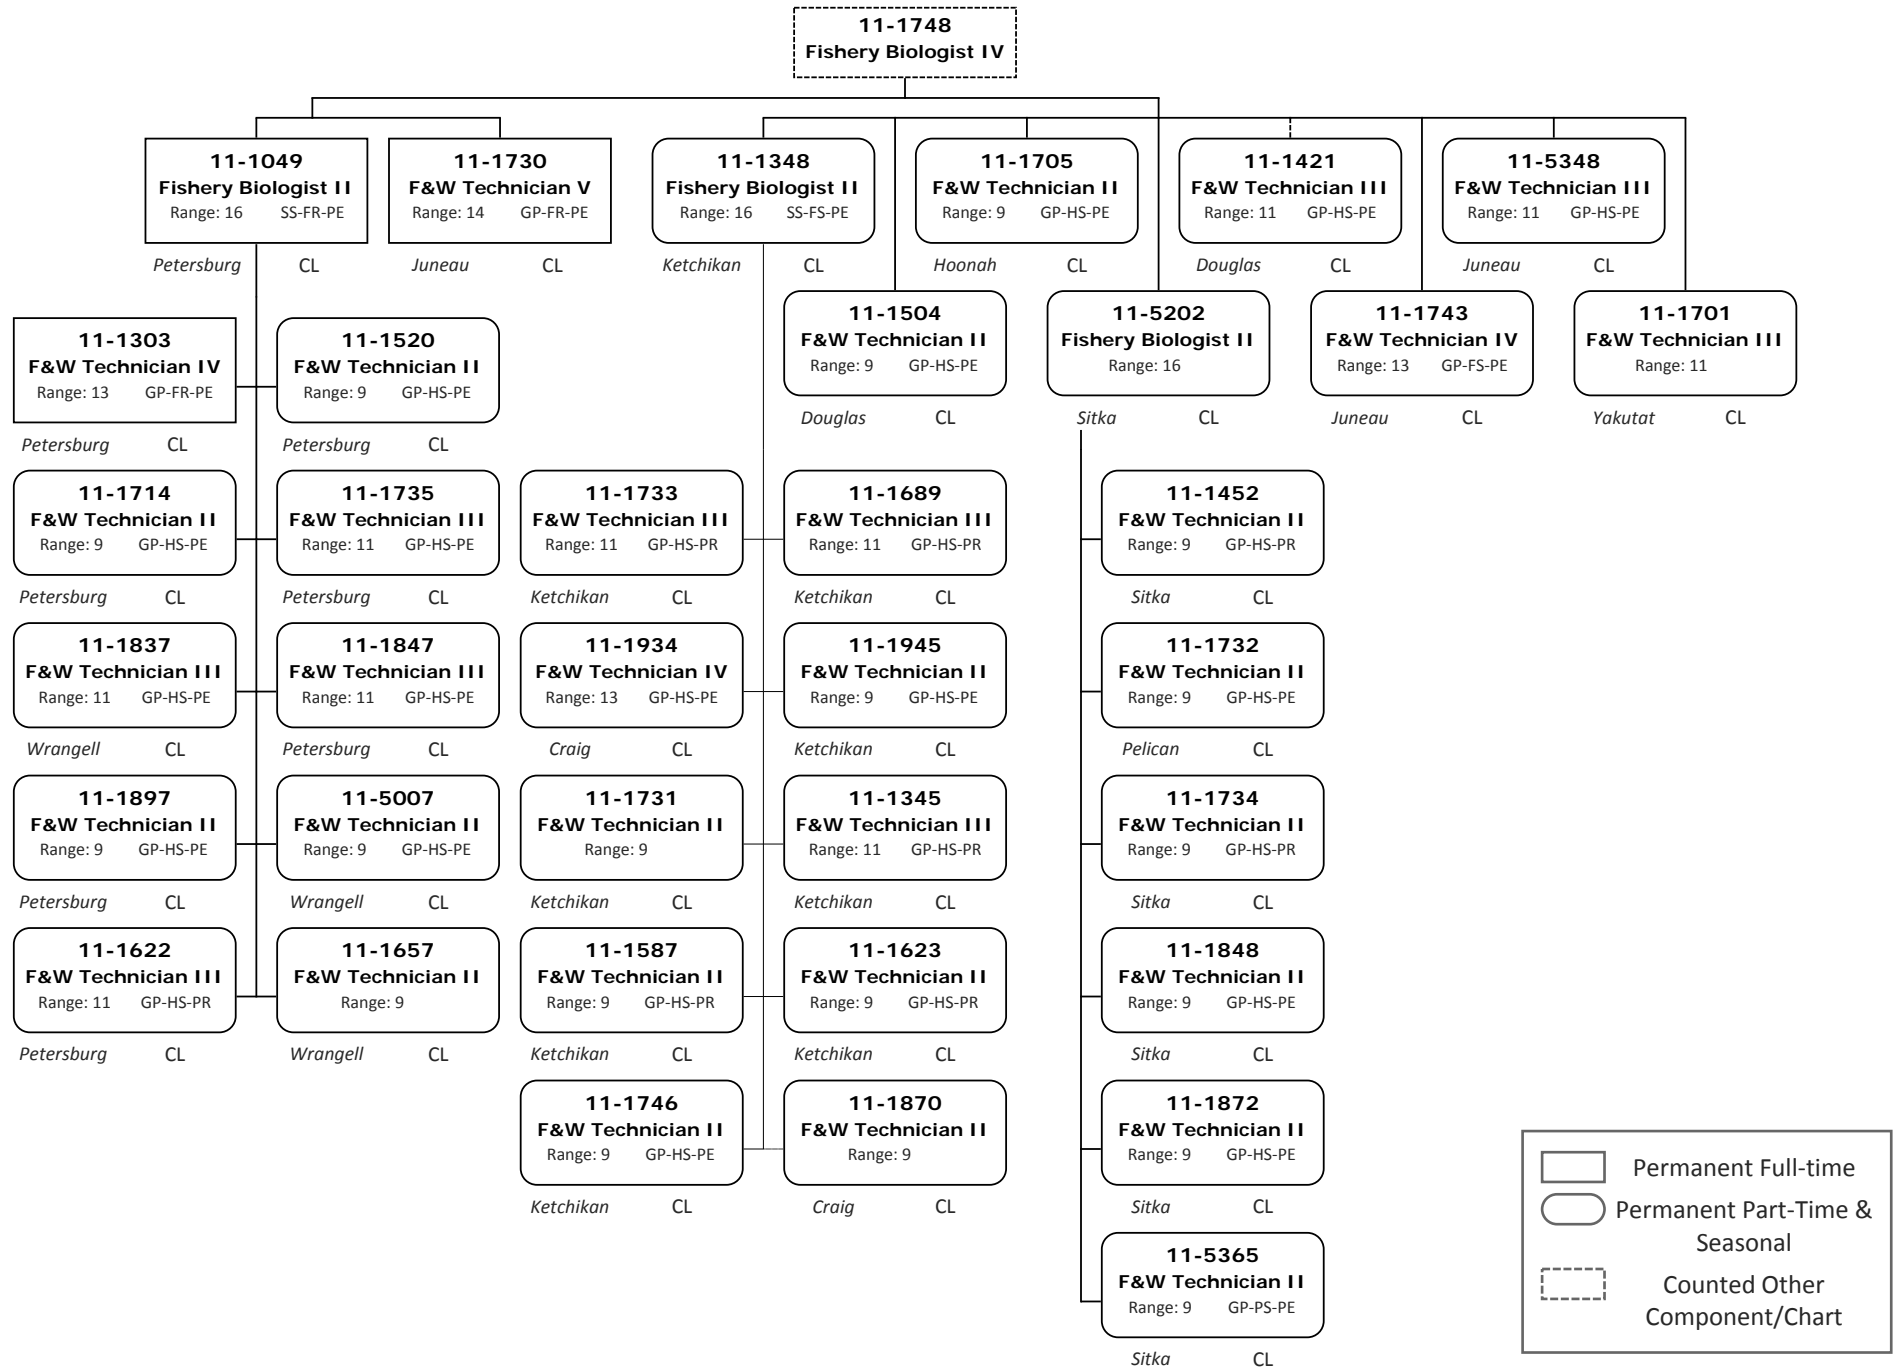 11-1748
Fishery Biologist IV
11-1049
Fishery Biologist II
Range: 16 SS-FR-PE
Petersburg CL
11-1730
F&W Technician V
Range: 14 GP-FR-PE
Juneau CL
11-1348
Fishery Biologist II
Range: 16 SS-FS-PE
Ketchikan CL
11-1705
F&W Technician II
Range: 9 GP-HS-PE
Hoonah CL
11-1421
F&W Technician III
Range: 11 GP-HS-PE
Douglas CL
11-5348
F&W Technician III
Range: 11 GP-HS-PE
Juneau CL
11-1504
F&W Technician II
Range: 9 GP-HS-PE
Douglas CL
11-5202
Fishery Biologist II
Range: 16
Sitka CL
11-1743
F&W Technician IV
Range: 13 GP-FS-PE
Juneau CL
11-1701
F&W Technician III
Range: 11
Yakutat CL
11-1303
F&W Technician IV
Range: 13 GP-FR-PE
Petersburg CL
11-1520
F&W Technician II
Range: 9 GP-HS-PE
Petersburg CL
11-1714
F&W Technician II
Range: 9 GP-HS-PE
Petersburg CL
11-1735
F&W Technician III
Range: 11 GP-HS-PE
Petersburg CL
11-1837
F&W Technician III
Range: 11 GP-HS-PE
Wrangell CL
11-1847
F&W Technician III
Range: 11 GP-HS-PE
Petersburg CL
11-1897
F&W Technician II
Range: 9 GP-HS-PE
Petersburg CL
11-5007
F&W Technician II
Range: 9 GP-HS-PE
Wrangell CL
11-1622
F&W Technician III
Range: 11 GP-HS-PR
Petersburg CL
11-1657
F&W Technician II
Range: 9
Wrangell CL
11-1733
F&W Technician III
Range: 11 GP-HS-PR
Ketchikan CL
11-1689
F&W Technician III
Range: 11 GP-HS-PR
Ketchikan CL
11-1934
F&W Technician IV
Range: 13 GP-HS-PE
Craig CL
11-1945
F&W Technician II
Range: 9 GP-HS-PE
Ketchikan CL
11-1731
F&W Technician II
Range: 9
Ketchikan CL
11-1345
F&W Technician III
Range: 11 GP-HS-PR
Ketchikan CL
11-1587
F&W Technician II
Range: 9 GP-HS-PR
Ketchikan CL
11-1623
F&W Technician II
Range: 9 GP-HS-PR
Ketchikan CL
11-1746
F&W Technician II
Range: 9 GP-HS-PE
Ketchikan CL
11-1870
F&W Technician II
Range: 9
Craig CL
11-1452
F&W Technician II
Range: 9 GP-HS-PR
Sitka CL
11-1732
F&W Technician II
Range: 9 GP-HS-PE
Pelican CL
11-1734
F&W Technician II
Range: 9 GP-HS-PR
Sitka CL
11-1848
F&W Technician II
Range: 9 GP-HS-PE
Sitka CL
11-1872
F&W Technician II
Range: 9 GP-HS-PE
Sitka CL
11-5365
F&W Technician II
Range: 9 GP-PS-PE
Sitka CL
Permanent Full-time
Permanent Part-Time &
Seasonal
Counted Other
Component/Chart